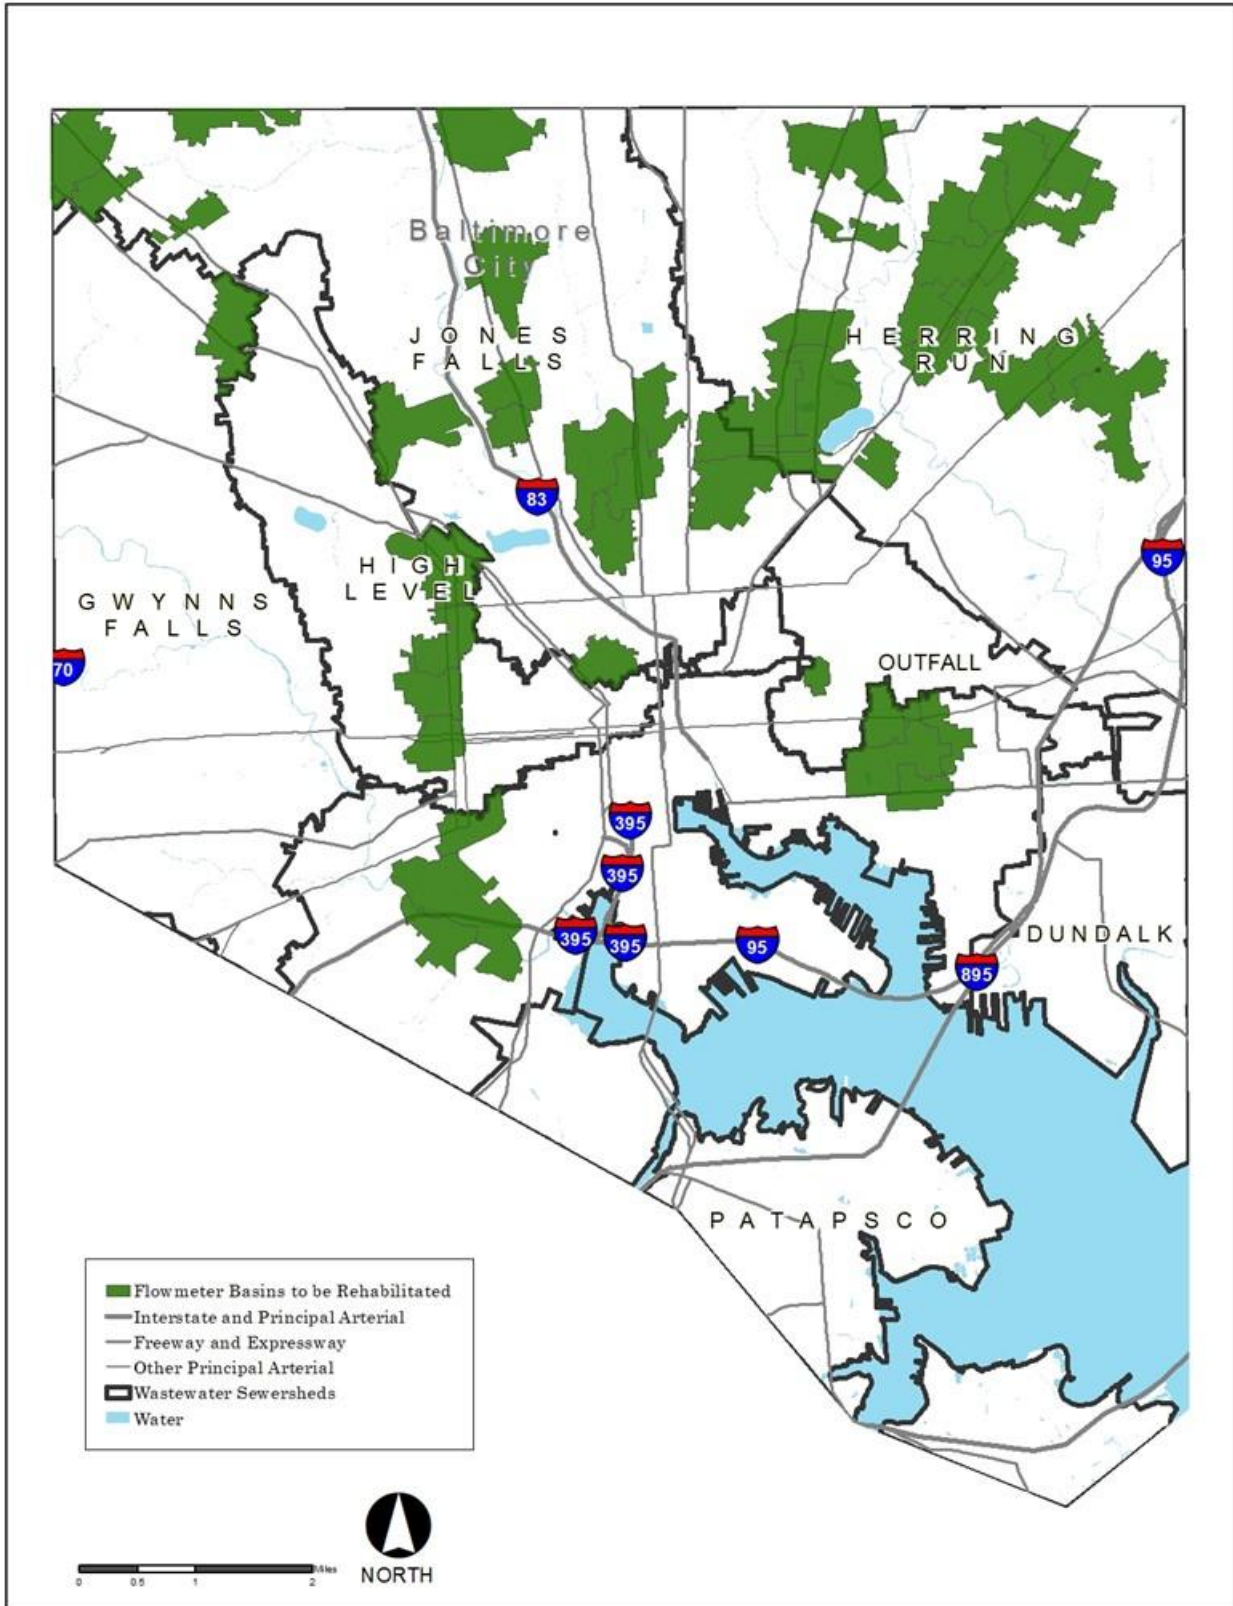 Baltimore
City
JONES
FALLS
HERRING
RUN
83
95
HIGH
LEVEL
GWYNNS
FALLS
70
OUTFALL
395
395
395
395
95
DUNDALK
895
PATAPSCO
Flowmeter Basins to be Rehabilitated
Interstate and Principal Arterial
Freeway and Expressway
Other Principal Arterial
Wastewater Sewersheds
Water
Miles
0 0.5 1 2
NORTH